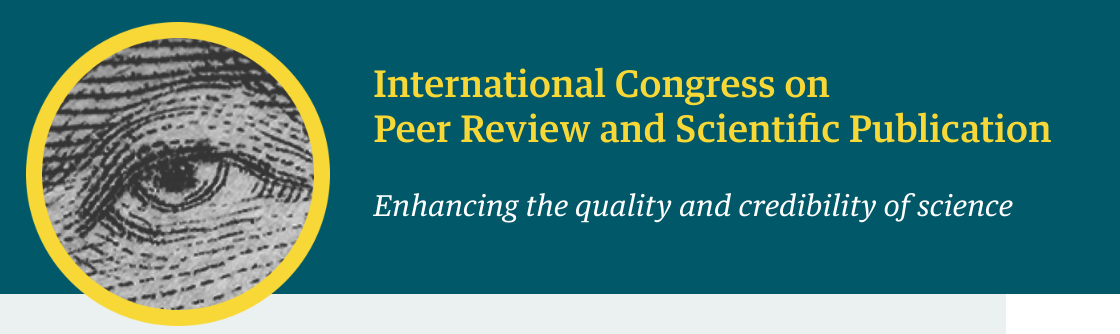 International Congress on
Peer Review and Scientific Publication
Enhancing the quality and credibility of science